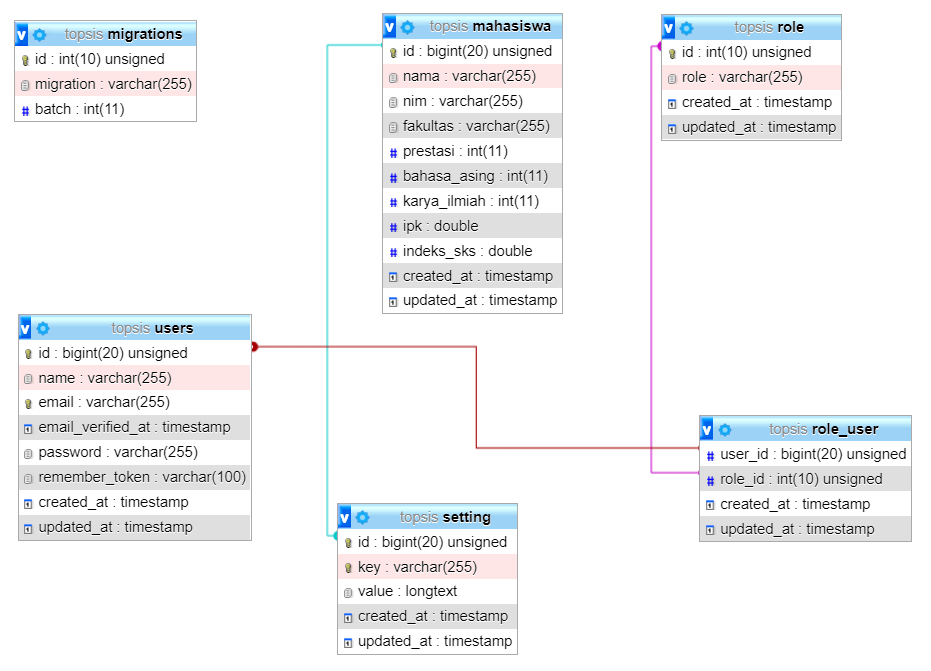 topsis migrations
id : int(10) unsigned
migration : varchar(255)
# batch : int(11)
topsis mahasiswa
id : bigint(20) unsigned
nama : varchar(255)
nim : varchar(255)
fakultas : varchar(255)
# prestasi : int(11)
# bahasa_asing : int(11)
# karya_ilmiah : int(11)
# ipk : double
# indeks_sks : double
created_at : timestamp
updated_at : timestamp
topsis role
id : int(10) unsigned
role : varchar(255)
created_at : timestamp
updated_at : timestamp
topsis users
id : bigint(20) unsigned
name : varchar(255)
email : varchar(255)
email_verified_at : timestamp
password : varchar(255)
remember_token : varchar(100)
created_at : timestamp
updated_at : timestamp
topsis setting
id : bigint(20) unsigned
key : varchar(255)
value : longtext
created_at : timestamp
updated_at : timestamp
topsis role_user
# user_id : bigint(20) unsigned
# role_id : int(10) unsigned
created_at : timestamp
updated_at : timestamp